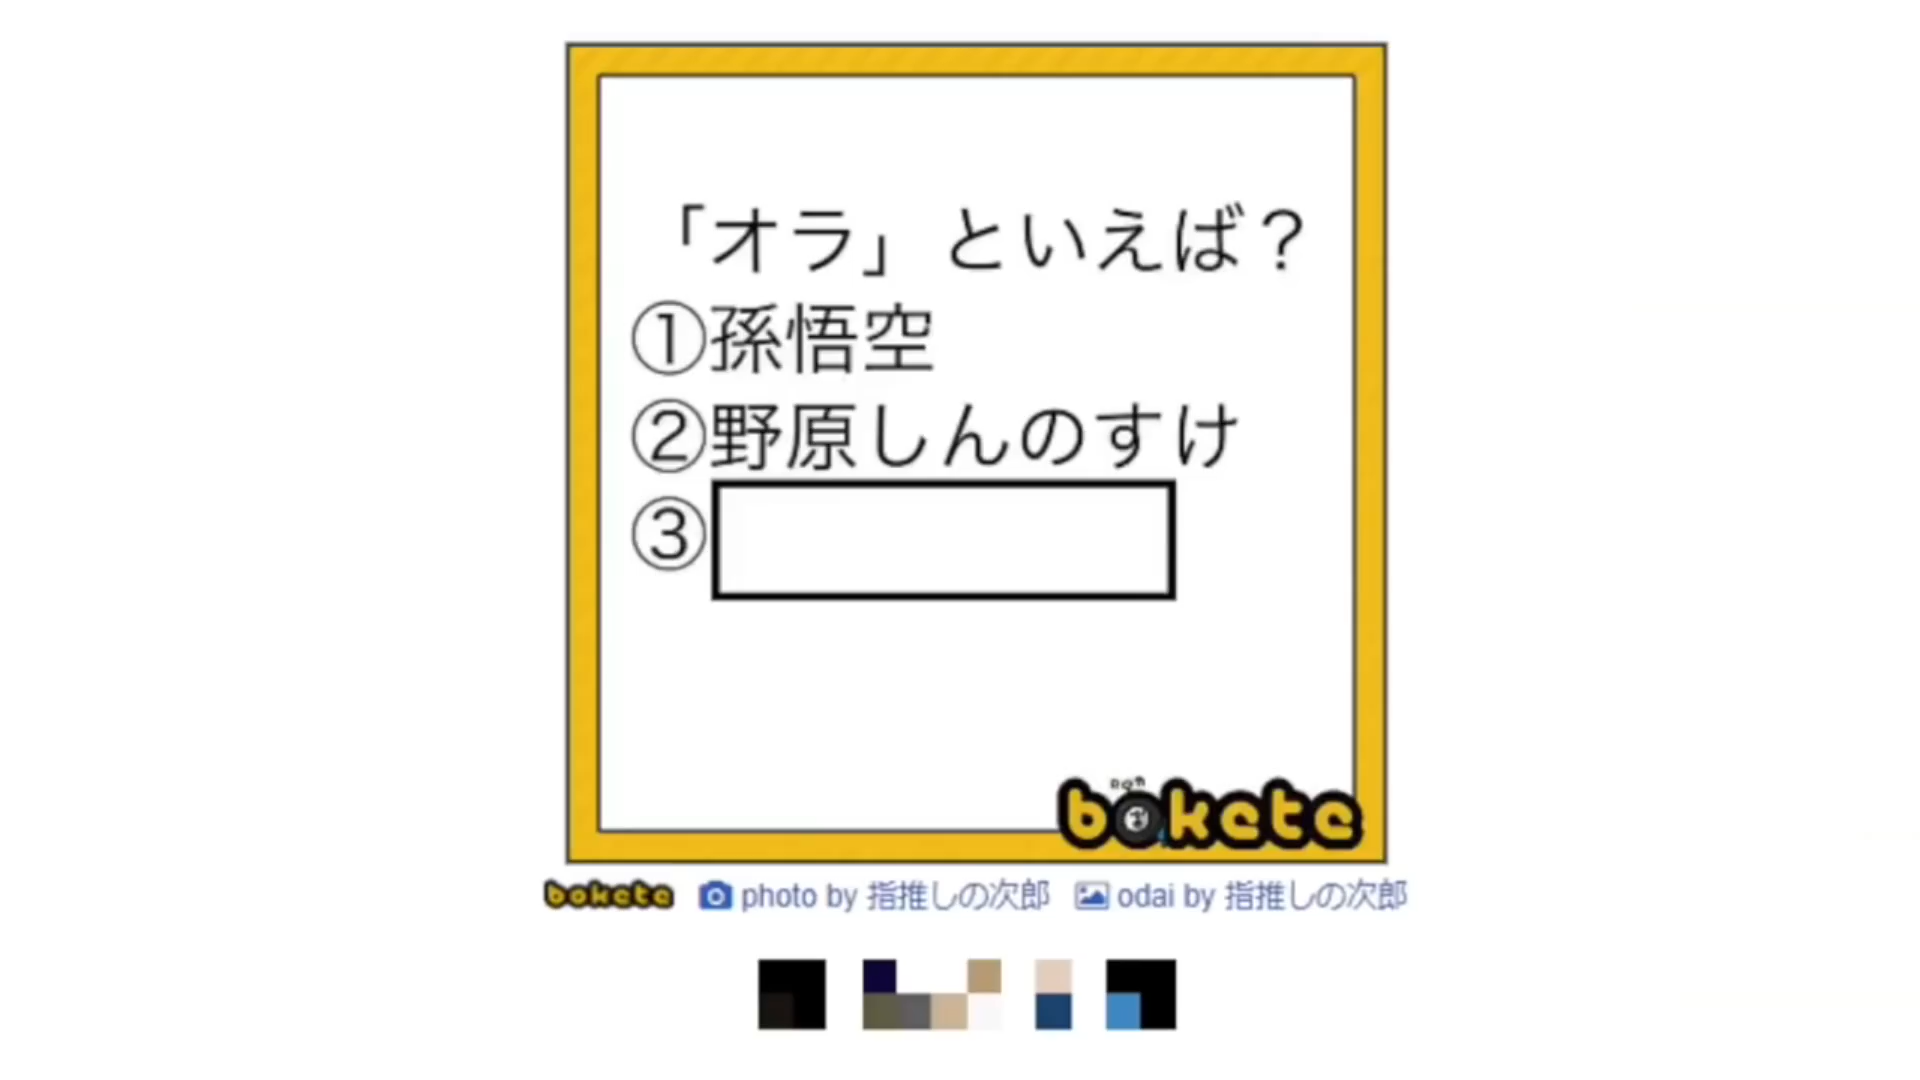 「オラ」といえば？
①孫悟空
②野原しんのすけ
③
bokete
bokete photo by 指推しの次郎 odai by 指推しの次郎